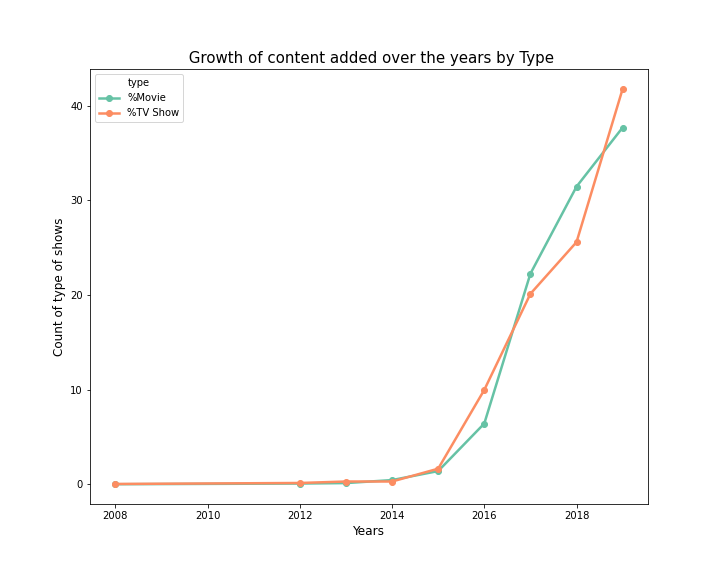 Growth of content added over the years by Type
type
%Movie
%TV Show
Count of type of shows
40
30
20
10
0
2008 2010 2012 2014 2016 2018
Years